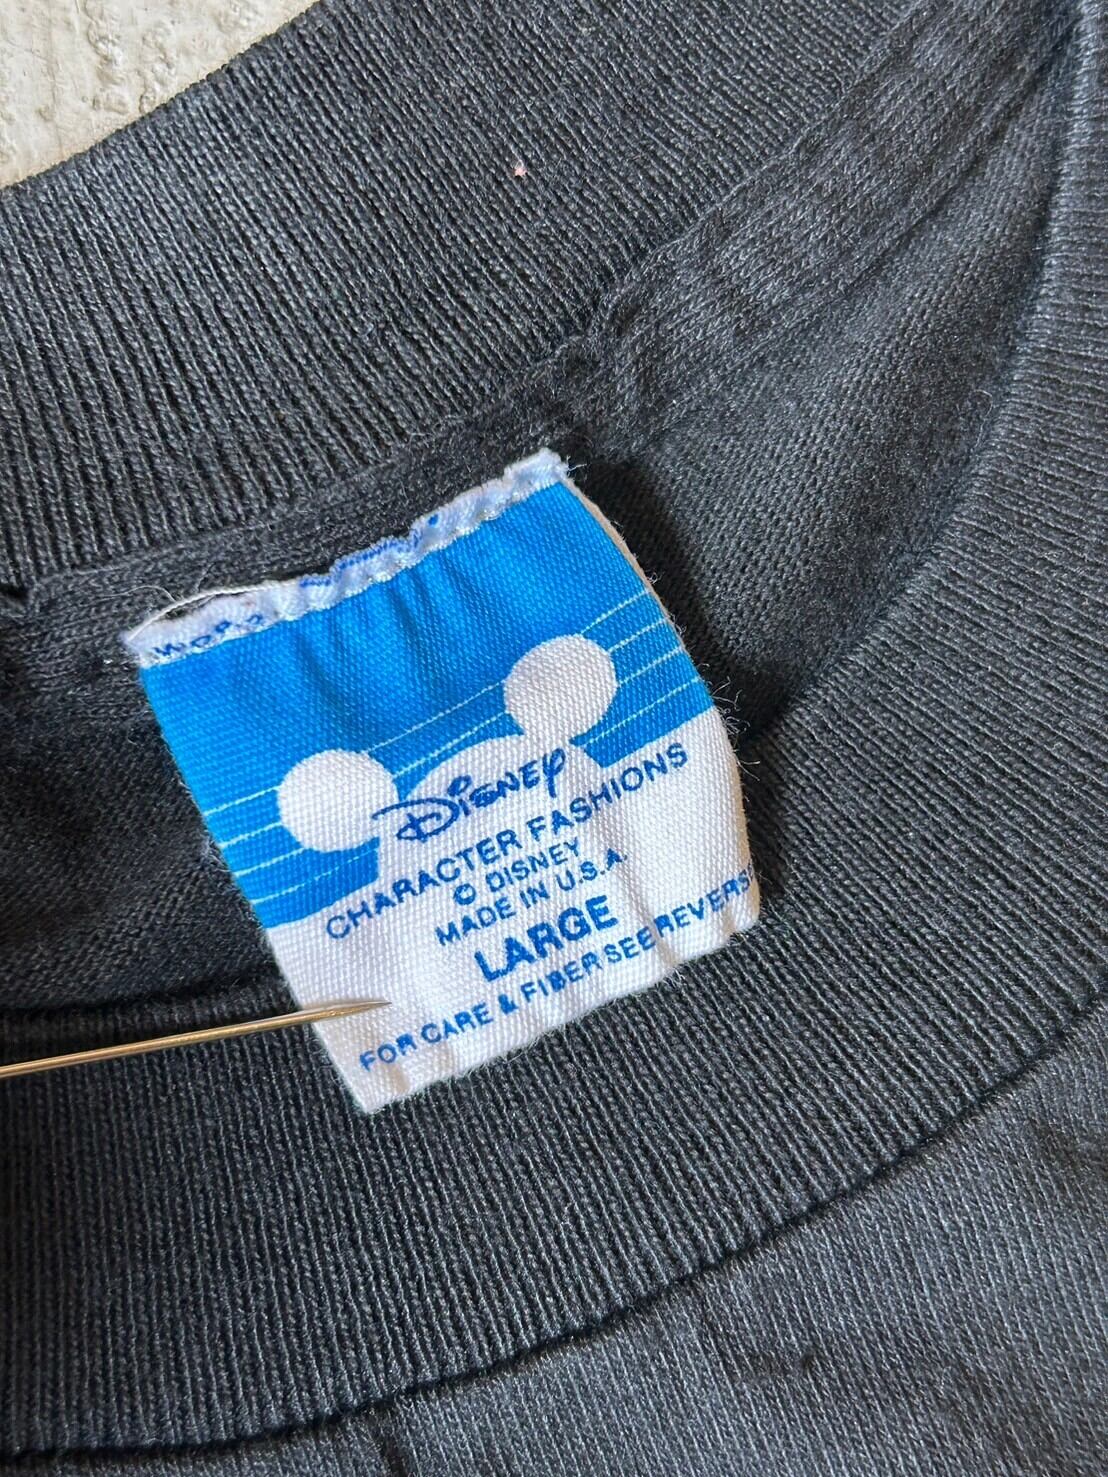 Disney
CHARACTER FASHIONS
© DISNEY
MADE IN U.S.A.
LARGE
FOR CARE & FIBER SEE REVERSE